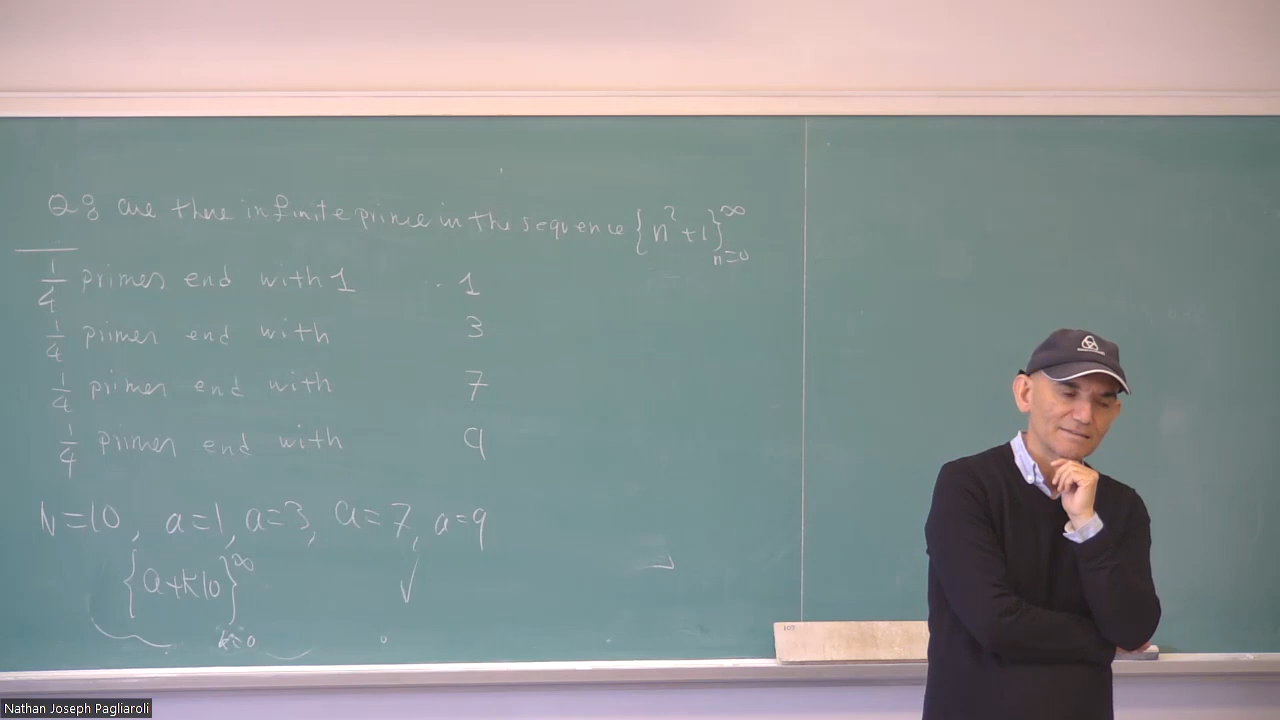 Q: are there infinite prime in the sequence {n²+1}∞ n=0
1/4 primes end with 1 1
1/4 primes end with 3
1/4 primes end with 7
1/4 primes end with 9
N=10, a=1, a=3, a=7, a=9
{a+k10}∞ k=0 ✓
Nathan Joseph Pagliaroli